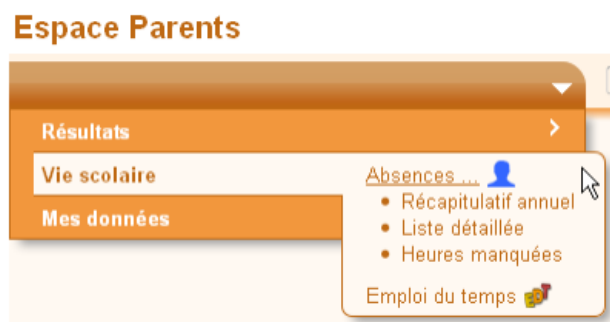 Espace Parents
Résultats
Vie scolaire
Mes données
Absences ...
• Récapitulatif annuel
• Liste détaillée
• Heures manquées
Emploi du temps